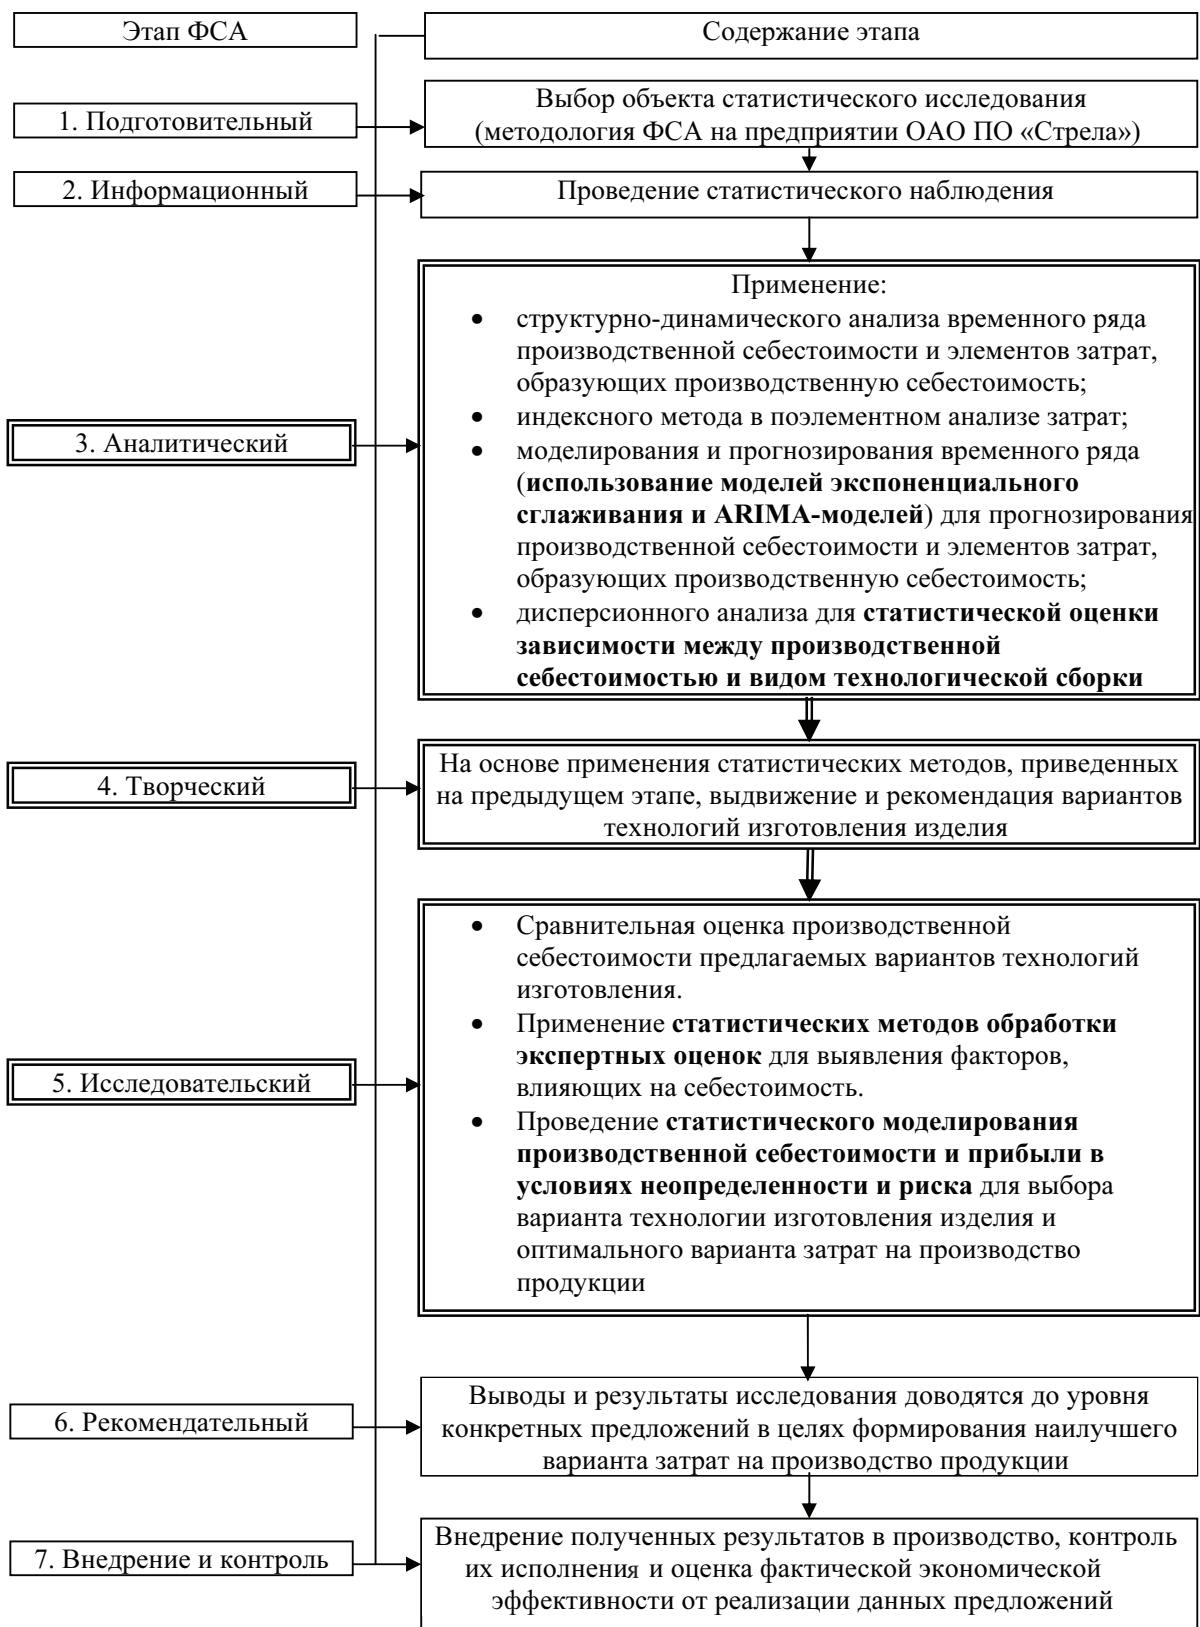 Этап ФСА
Содержание этапа
1. Подготовительный
Выбор объекта статистического исследования
(методология ФСА на предприятии ОАО ПО «Стрела»)
2. Информационный
Проведение статистического наблюдения
3. Аналитический
Применение:
• структурно-динамического анализа временного ряда
производственной себестоимости и элементов затрат,
образующих производственную себестоимость;
• индексного метода в поэлементном анализе затрат;
• моделирования и прогнозирования временного ряда
(использование моделей экспоненциального
сглаживания и ARIMA-моделей) для прогнозирования
производственной себестоимости и элементов затрат,
образующих производственную себестоимость;
• дисперсионного анализа для статистической оценки
зависимости между производственной
себестоимостью и видом технологической сборки
4. Творческий
На основе применения статистических методов, приведенных
на предыдущем этапе, выдвижение и рекомендация вариантов
технологий изготовления изделия
5. Исследовательский
• Сравнительная оценка производственной
себестоимости предлагаемых вариантов технологий
изготовления.
• Применение статистических методов обработки
экспертных оценок для выявления факторов,
влияющих на себестоимость.
• Проведение статистического моделирования
производственной себестоимости и прибыли в
условиях неопределенности и риска для выбора
варианта технологии изготовления изделия и
оптимального варианта затрат на производство
продукции
6. Рекомендательный
Выводы и результаты исследования доводятся до уровня
конкретных предложений в целях формирования наилучшего
варианта затрат на производство продукции
7. Внедрение и контроль
Внедрение полученных результатов в производство, контроль
их исполнения и оценка фактической экономической
эффективности от реализации данных предложений